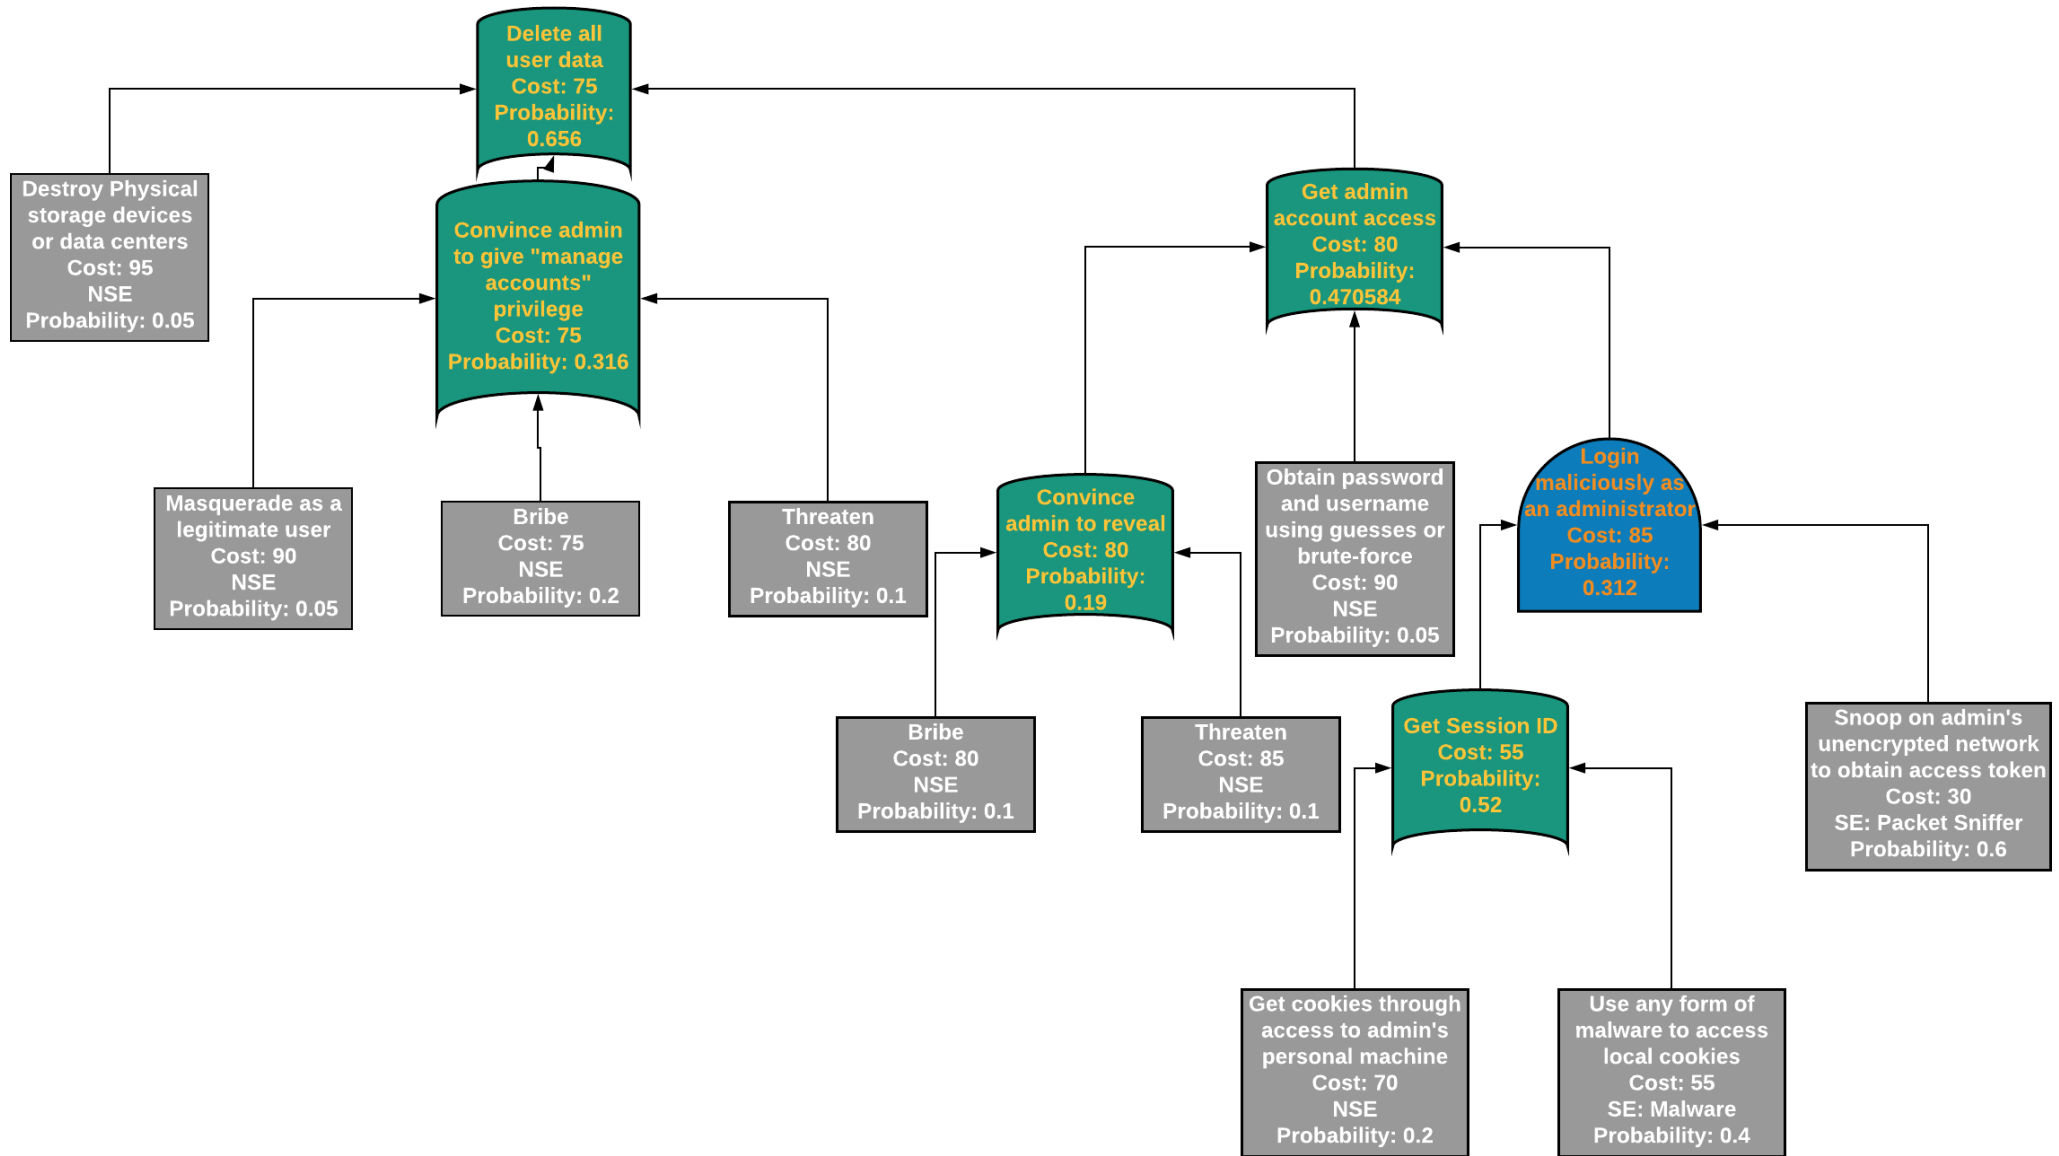 Delete all
user data
Cost: 75
Probability:
0.656
Destroy Physical
storage devices
or data centers
Cost: 95
NSE
Probability: 0.05
Convince admin
to give "manage
accounts"
privilege
Cost: 75
Probability: 0.316
Get admin
account access
Cost: 80
Probability:
0.470584
Masquerade as a
legitimate user
Cost: 90
NSE
Probability: 0.05
Bribe
Cost: 75
NSE
Probability: 0.2
Threaten
Cost: 80
NSE
Probability: 0.1
Convince
admin to reveal
Cost: 80
Probability:
0.19
Obtain password
and username
using guesses or
brute-force
Cost: 90
NSE
Probability: 0.05
Login
maliciously as
an administrator
Cost: 85
Probability:
0.312
Bribe
Cost: 80
NSE
Probability: 0.1
Threaten
Cost: 85
NSE
Probability: 0.1
Get Session ID
Cost: 55
Probability:
0.52
Snoop on admin's
unencrypted network
to obtain access token
Cost: 30
SE: Packet Sniffer
Probability: 0.6
Get cookies through
access to admin's
personal machine
Cost: 70
NSE
Probability: 0.2
Use any form of
malware to access
local cookies
Cost: 55
SE: Malware
Probability: 0.4